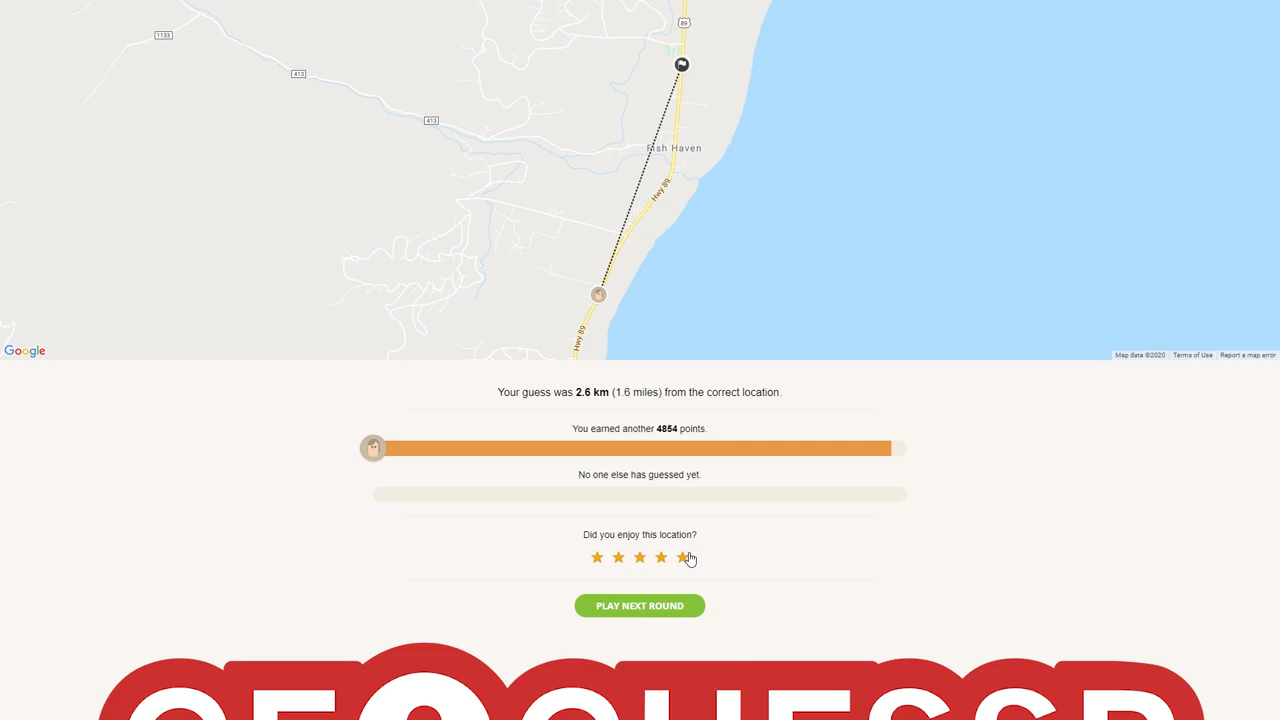 89
1133
413
413
Fish Haven
Hwy 89
Hwy 89
Google
Map data ©2020 Terms of Use Report a map error
Your guess was 2.6 km (1.6 miles) from the correct location.
You earned another 4854 points.
No one else has guessed yet.
Did you enjoy this location?
PLAY NEXT ROUND
GEOGUESSR